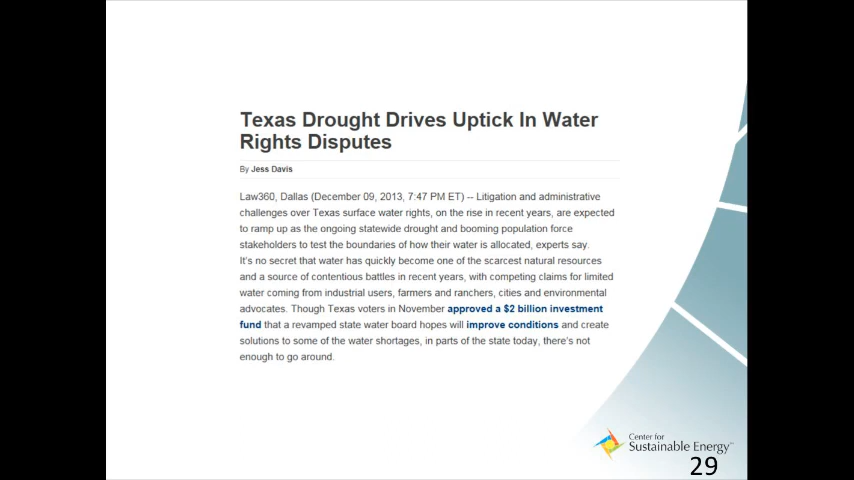 Texas Drought Drives Uptick In Water
Rights Disputes
By Jess Davis
Law360, Dallas (December 09, 2013, 7:47 PM ET) -- Litigation and administrative
challenges over Texas surface water rights, on the rise in recent years, are expected
to ramp up as the ongoing statewide drought and booming population force
stakeholders to test the boundaries of how their water is allocated, experts say.
It's no secret that water has quickly become one of the scarcest natural resources
and a source of contentious battles in recent years, with competing claims for limited
water coming from industrial users, farmers and ranchers, cities and environmental
advocates. Though Texas voters in November approved a $2 billion investment
fund that a revamped state water board hopes will improve conditions and create
solutions to some of the water shortages, in parts of the state today, there's not
enough to go around.
Center for
Sustainable Energy™
29